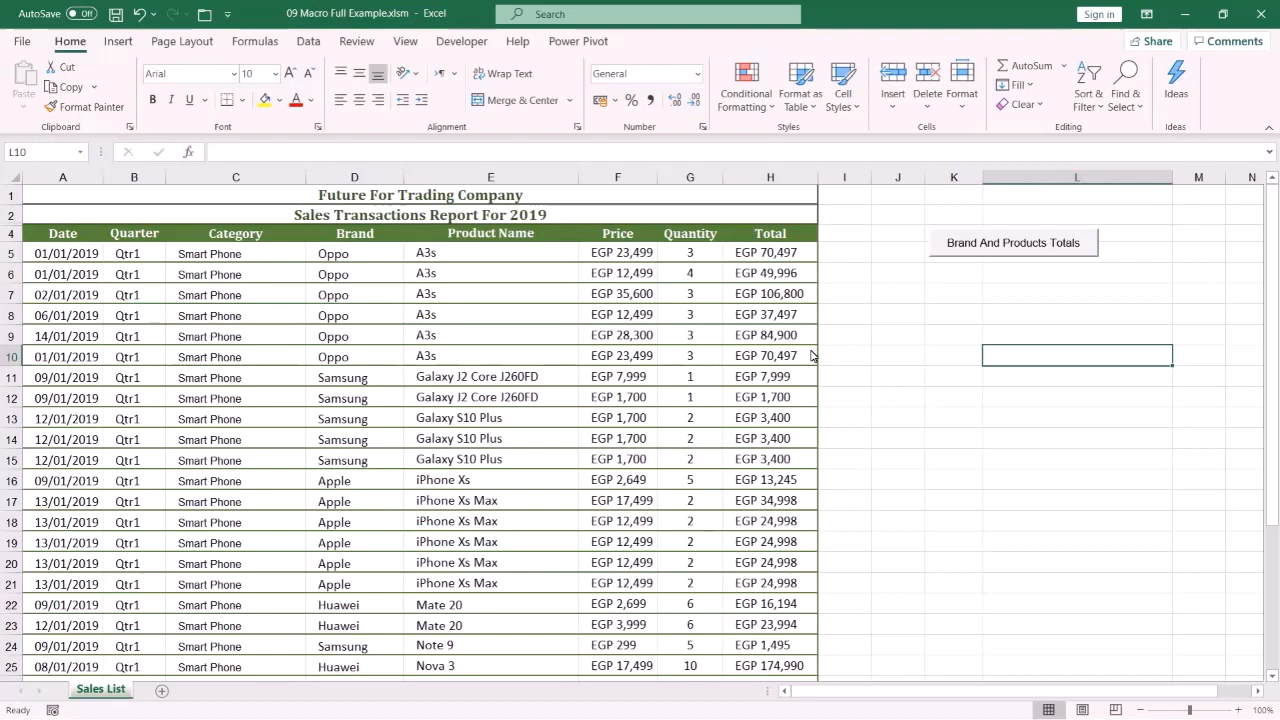 AutoSave Off 09 Macro Full Example.xlsm - Excel Search Sign in
File Home Insert Page Layout Formulas Data Review View Developer Help Power Pivot Share Comments
Paste Cut Copy Format Painter Clipboard
Arial 10 B I U A Font
Wrap Text Merge & Center Alignment
General % Number
Conditional Formatting Format as Table Cell Styles Styles
Insert Delete Format Cells
AutoSum Fill Clear Sort & Filter Find & Select Editing
Ideas Ideas
L10 fx
A B C D E F G H I J K L M N
1 Future For Trading Company
2 Sales Transactions Report For 2019
4 Date Quarter Category Brand Product Name Price Quantity Total
Brand And Products Totals
5 01/01/2019 Qtr1 Smart Phone Oppo A3s EGP 23,499 3 EGP 70,497
6 01/01/2019 Qtr1 Smart Phone Oppo A3s EGP 12,499 4 EGP 49,996
7 02/01/2019 Qtr1 Smart Phone Oppo A3s EGP 35,600 3 EGP 106,800
8 06/01/2019 Qtr1 Smart Phone Oppo A3s EGP 12,499 3 EGP 37,497
9 14/01/2019 Qtr1 Smart Phone Oppo A3s EGP 28,300 3 EGP 84,900
10 01/01/2019 Qtr1 Smart Phone Oppo A3s EGP 23,499 3 EGP 70,497
11 09/01/2019 Qtr1 Smart Phone Samsung Galaxy J2 Core J260FD EGP 7,999 1 EGP 7,999
12 09/01/2019 Qtr1 Smart Phone Samsung Galaxy J2 Core J260FD EGP 1,700 1 EGP 1,700
13 12/01/2019 Qtr1 Smart Phone Samsung Galaxy S10 Plus EGP 1,700 2 EGP 3,400
14 12/01/2019 Qtr1 Smart Phone Samsung Galaxy S10 Plus EGP 1,700 2 EGP 3,400
15 12/01/2019 Qtr1 Smart Phone Samsung Galaxy S10 Plus EGP 1,700 2 EGP 3,400
16 09/01/2019 Qtr1 Smart Phone Apple iPhone Xs EGP 2,649 5 EGP 13,245
17 13/01/2019 Qtr1 Smart Phone Apple iPhone Xs Max EGP 17,499 2 EGP 34,998
18 13/01/2019 Qtr1 Smart Phone Apple iPhone Xs Max EGP 12,499 2 EGP 24,998
19 13/01/2019 Qtr1 Smart Phone Apple iPhone Xs Max EGP 12,499 2 EGP 24,998
20 13/01/2019 Qtr1 Smart Phone Apple iPhone Xs Max EGP 12,499 2 EGP 24,998
21 13/01/2019 Qtr1 Smart Phone Apple iPhone Xs Max EGP 12,499 2 EGP 24,998
22 09/01/2019 Qtr1 Smart Phone Huawei Mate 20 EGP 2,699 6 EGP 16,194
23 12/01/2019 Qtr1 Smart Phone Huawei Mate 20 EGP 3,999 6 EGP 23,994
24 09/01/2019 Qtr1 Smart Phone Samsung Note 9 EGP 299 5 EGP 1,495
25 08/01/2019 Qtr1 Smart Phone Huawei Nova 3 EGP 17,499 10 EGP 174,990
Sales List
Ready 100%